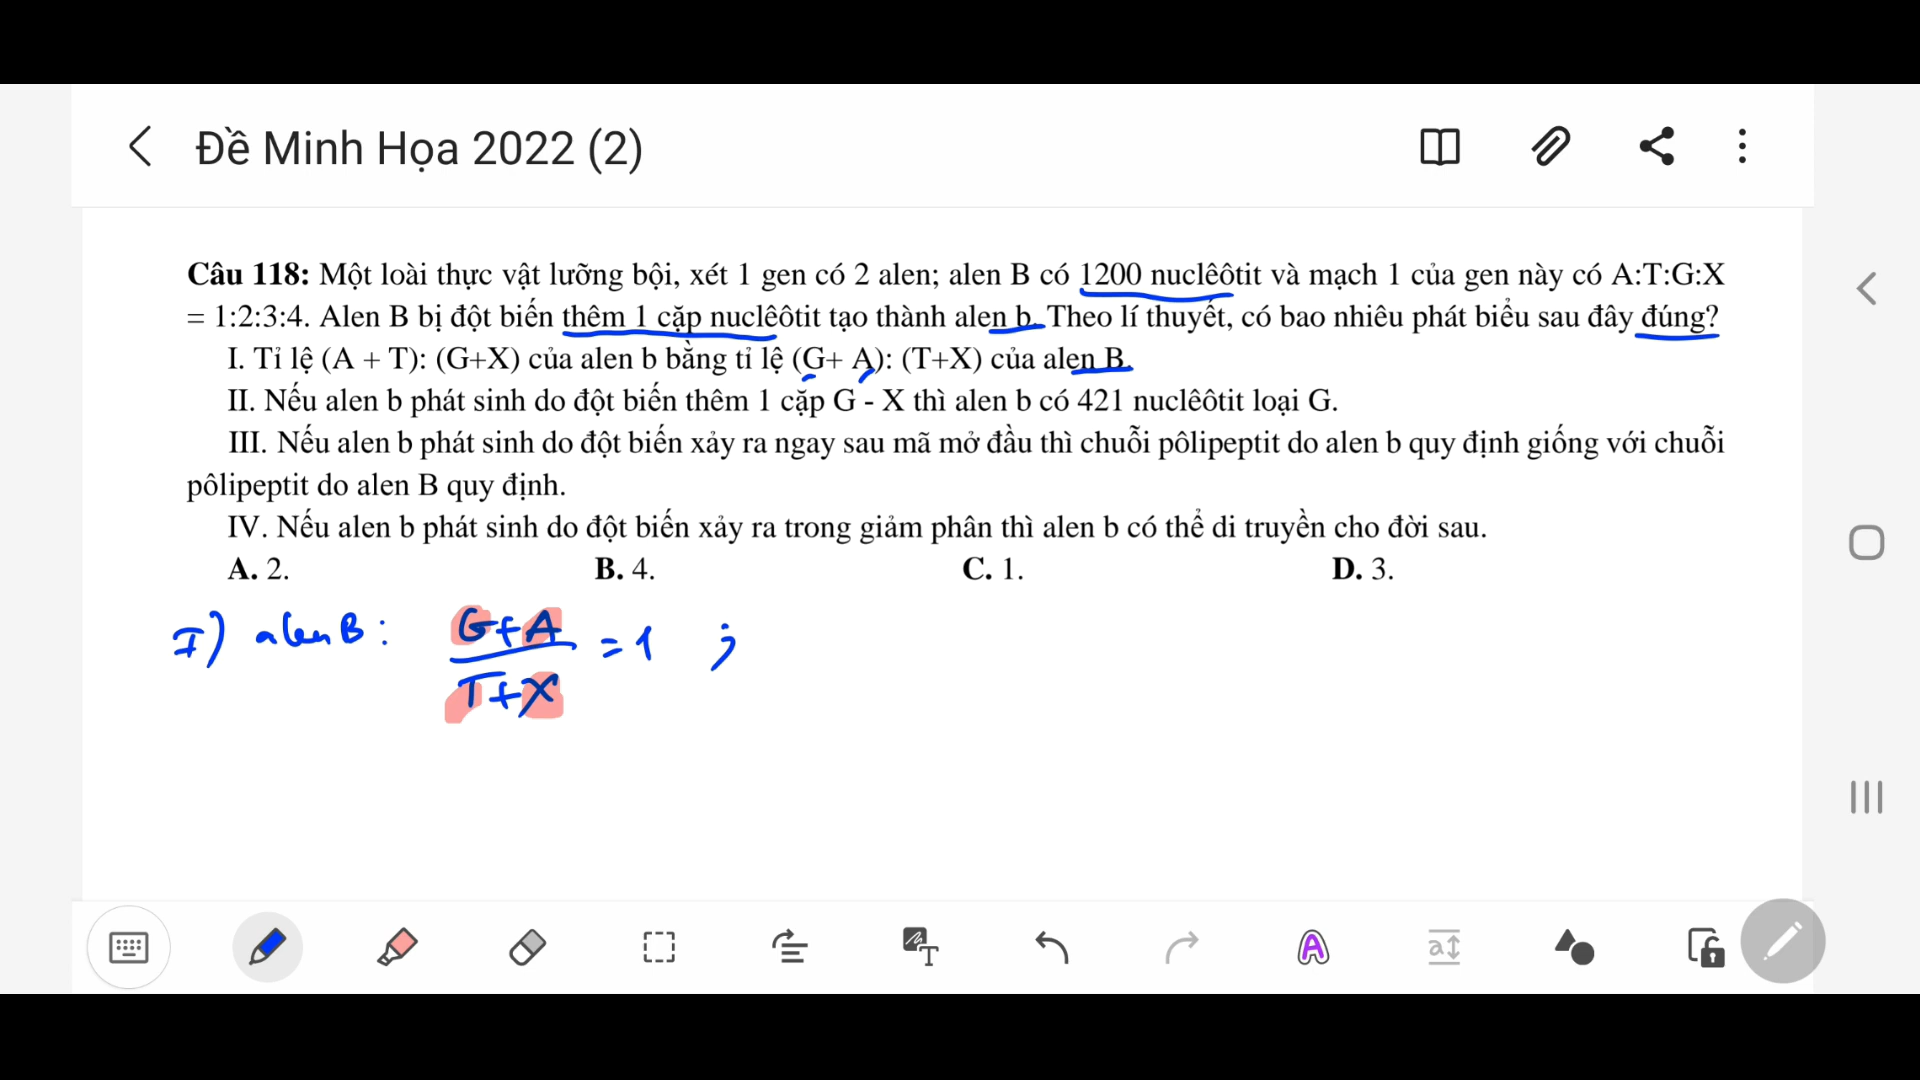 Đề Minh Họa 2022 (2)
Câu 118: Một loài thực vật lưỡng bội, xét 1 gen có 2 alen; alen B có 1200 nuclêôtit và mạch 1 của gen này có A:T:G:X
= 1:2:3:4. Alen B bị đột biến thêm 1 cặp nuclêôtit tạo thành alen b. Theo lí thuyết, có bao nhiêu phát biểu sau đây đúng?
I. Tỉ lệ (A + T): (G+X) của alen b bằng tỉ lệ (G+ A): (T+X) của alen B.
II. Nếu alen b phát sinh do đột biến thêm 1 cặp G - X thì alen b có 421 nuclêôtit loại G.
III. Nếu alen b phát sinh do đột biến xảy ra ngay sau mã mở đầu thì chuỗi pôlipeptit do alen b quy định giống với chuỗi
pôlipeptit do alen B quy định.
IV. Nếu alen b phát sinh do đột biến xảy ra trong giảm phân thì alen b có thể di truyền cho đời sau.
A. 2. B. 4. C. 1. D. 3.
I) alen B: G+A = 1 ;
T+X